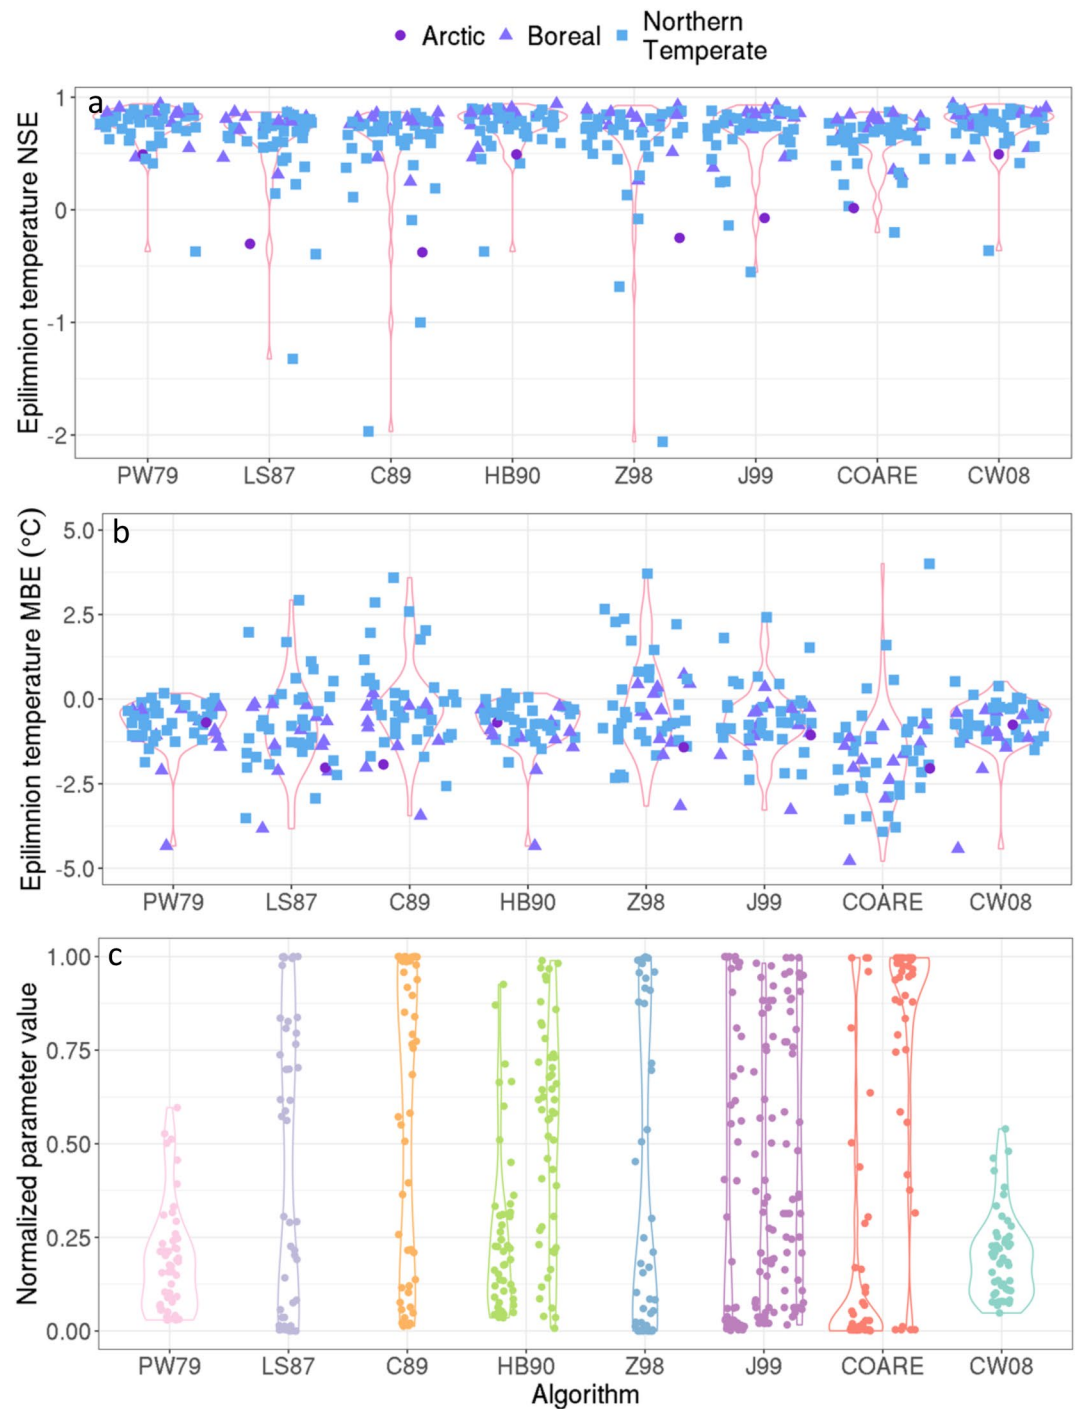 Arctic Boreal Northern
Temperate
a
1
0
-1
-2
Epilimnion temperature NSE
PW79 LS87 C89 HB90 Z98 J99 COARE CW08
b
5.0
2.5
0.0
-2.5
-5.0
Epilimnion temperature MBE (°C)
PW79 LS87 C89 HB90 Z98 J99 COARE CW08
c
1.00
0.75
0.50
0.25
0.00
Normalized parameter value
PW79 LS87 C89 HB90 Z98 J99 COARE CW08
Algorithm